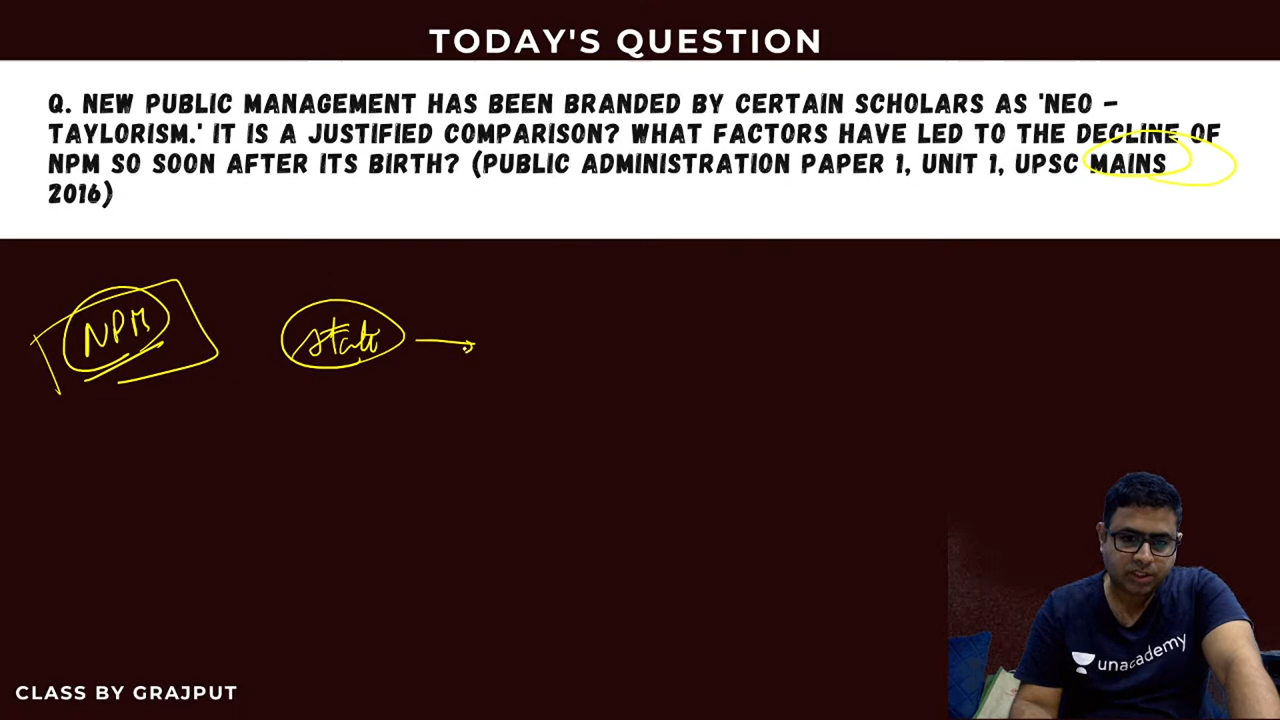 TODAY'S QUESTION
Q. NEW PUBLIC MANAGEMENT HAS BEEN BRANDED BY CERTAIN SCHOLARS AS 'NEO -
TAYLORISM.' IT IS A JUSTIFIED COMPARISON? WHAT FACTORS HAVE LED TO THE DECLINE OF
NPM SO SOON AFTER ITS BIRTH? (PUBLIC ADMINISTRATION PAPER 1, UNIT 1, UPSC MAINS
2016)
NPM
state
unacademy
CLASS BY GRAJPUT